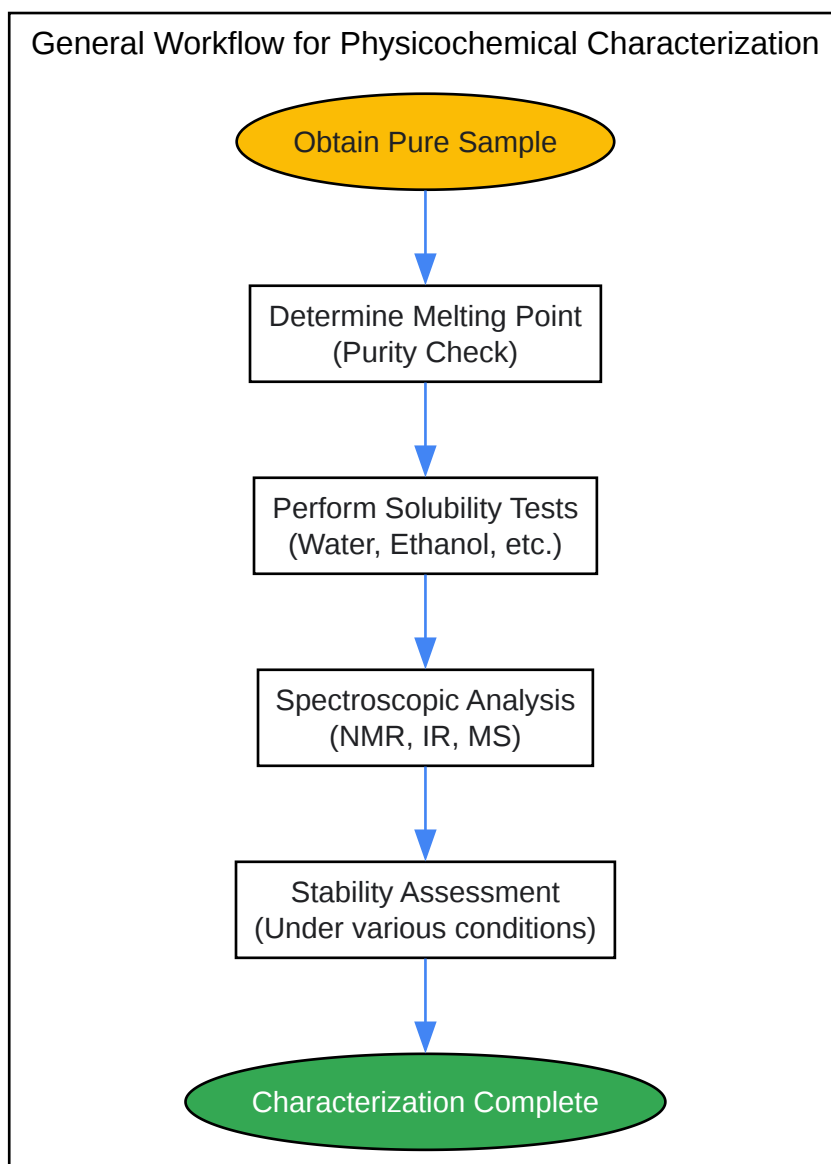 General Workflow for Physicochemical Characterization
Obtain Pure Sample
Determine Melting Point
(Purity Check)
Perform Solubility Tests
(Water, Ethanol, etc.)
Spectroscopic Analysis
(NMR, IR, MS)
Stability Assessment
(Under various conditions)
Characterization Complete